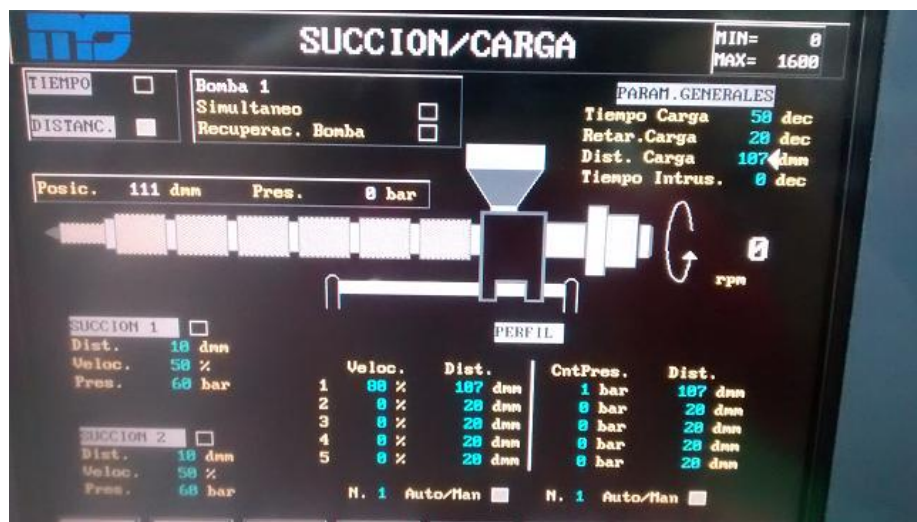 SUCCION/CARGA
MIN= 0
MAX= 1600
TIEMPO
DISTANC.
Bomba 1
Simultaneo
Recuperac. Bomba
PARAM.GENERALES
Tiempo Carga 50 dec
Retar.Carga 20 dec
Dist. Carga 107 dmm
Tiempo Intrus. 0 dec
Posic. 111 dmm Pres. 0 bar
0
rpm
SUCCION 1
Dist. 10 dmm
Veloc. 50 %
Pres. 60 bar
SUCCION 2
Dist. 10 dmm
Veloc. 50 %
Pres. 60 bar
PERFIL
Veloc. Dist. CntPres. Dist.
1 80 % 107 dmm 1 bar 107 dmm
2 0 % 20 dmm 0 bar 20 dmm
3 0 % 20 dmm 0 bar 20 dmm
4 0 % 20 dmm 0 bar 20 dmm
5 0 % 20 dmm 0 bar 20 dmm
N. 1 Auto/Man N. 1 Auto/Man